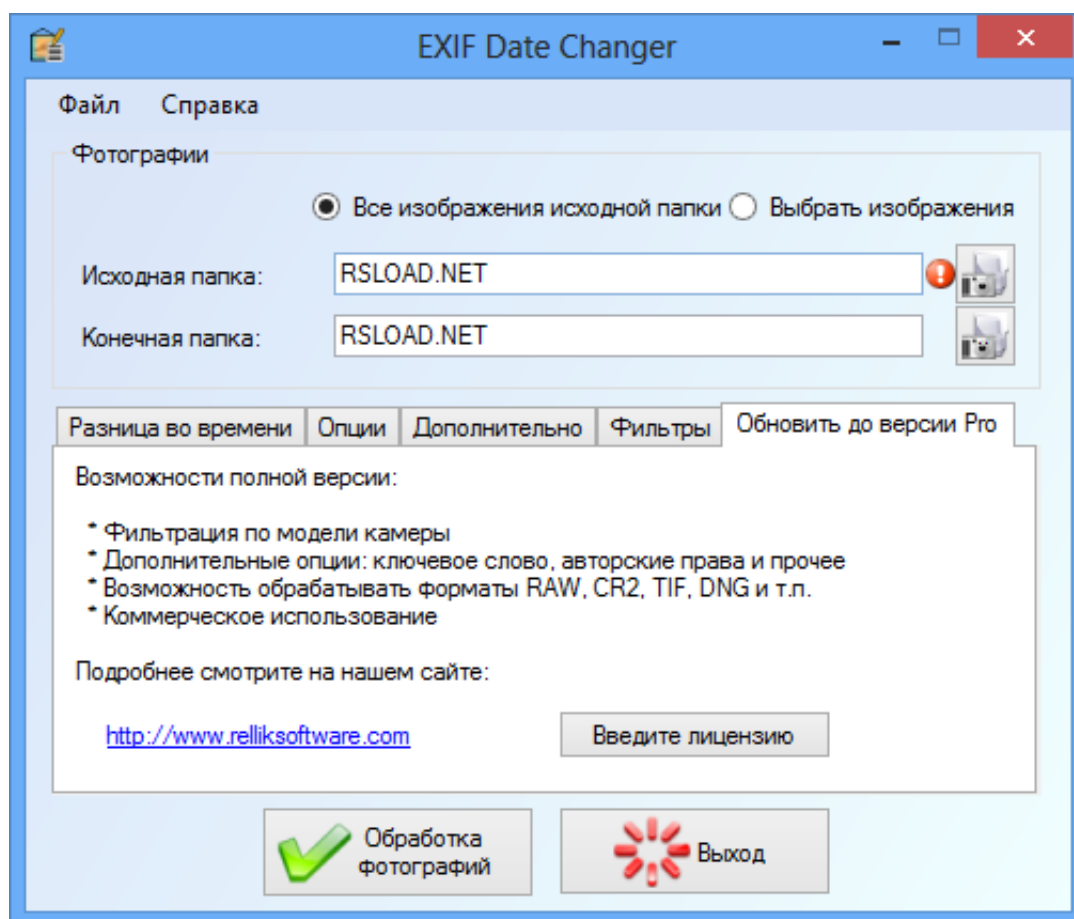 EXIF Date Changer
Файл Справка
Фотографии
Все изображения исходной папки Выбрать изображения
Исходная папка: RSLOAD.NET
Конечная папка: RSLOAD.NET
Разница во времени Опции Дополнительно Фильтры Обновить до версии Pro
Возможности полной версии:
* Фильтрация по модели камеры
* Дополнительные опции: ключевое слово, авторские права и прочее
* Возможность обрабатывать форматы RAW, CR2, TIF, DNG и т.п.
* Коммерческое использование
Подробнее смотрите на нашем сайте:
http://www.relliksoftware.com Введите лицензию
Обработка
фотографий
Выход